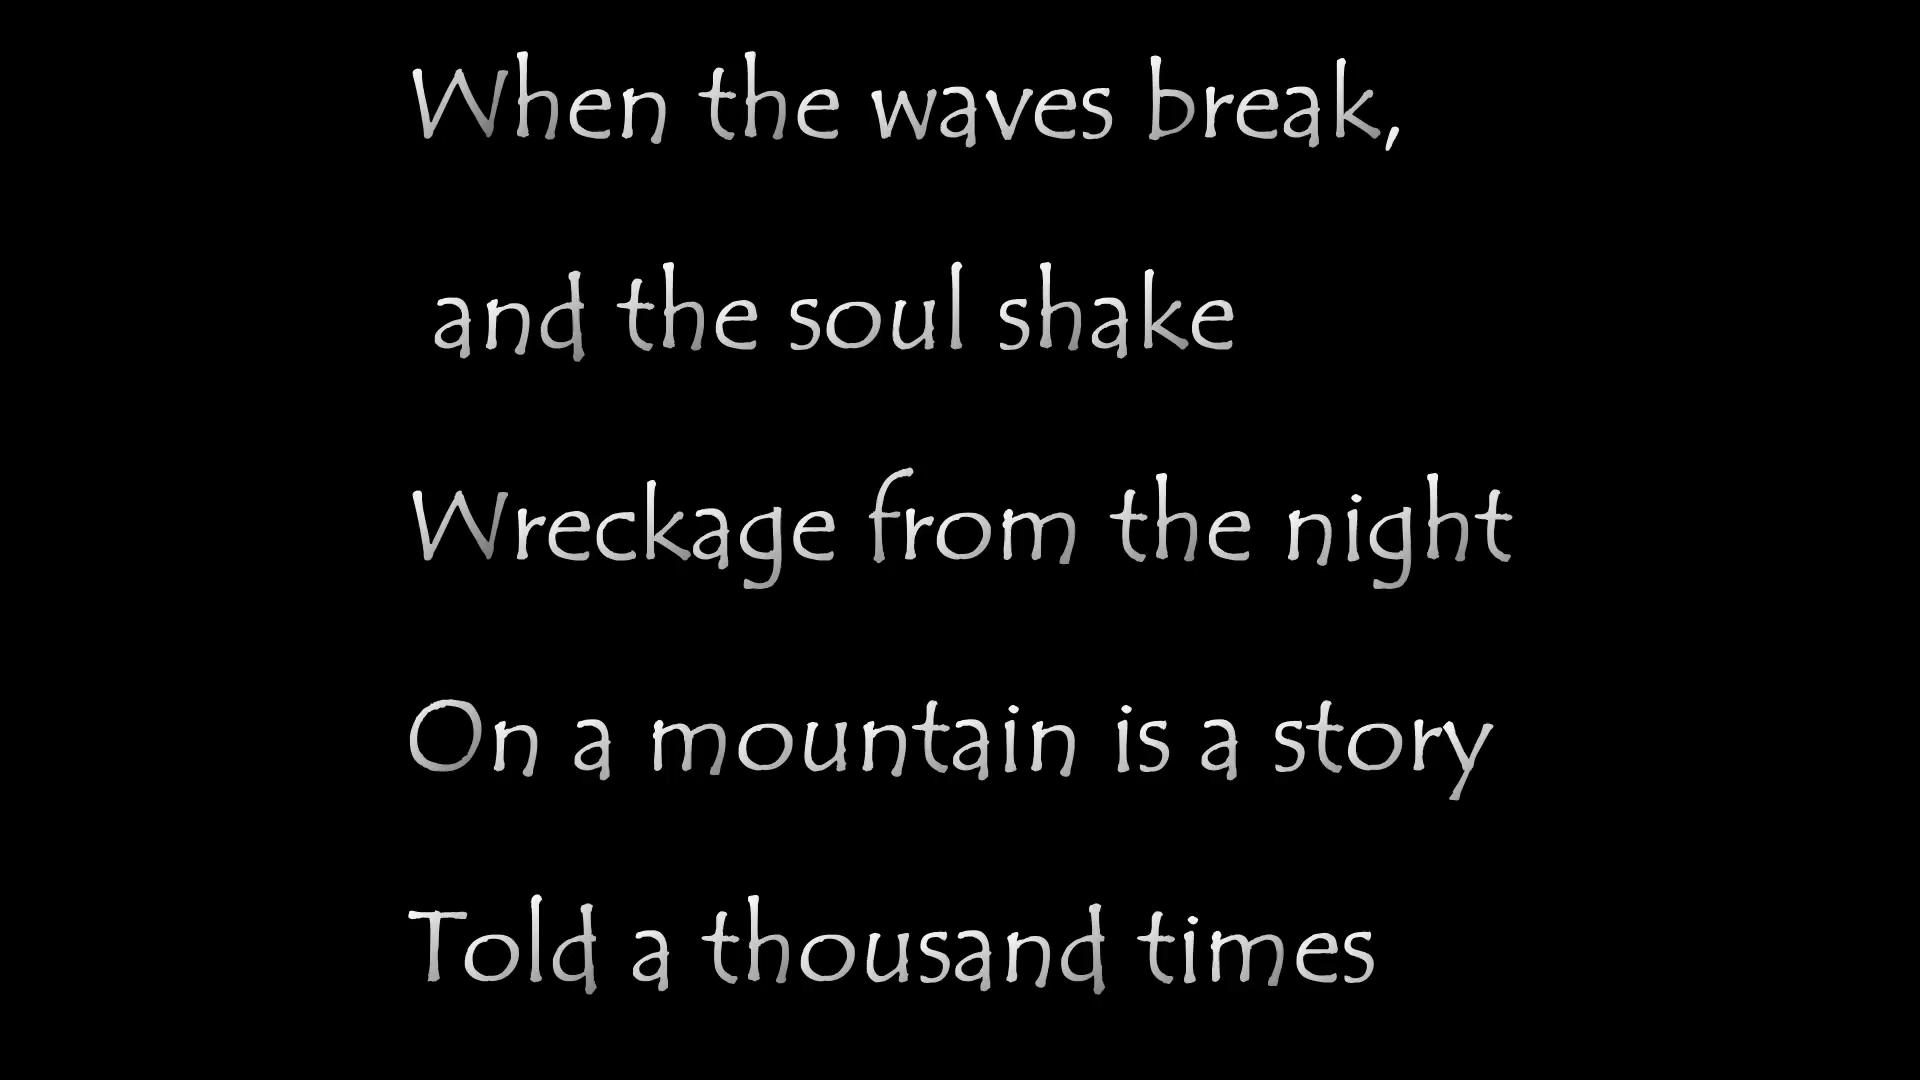 When the waves break,
and the soul shake
Wreckage from the night
On a mountain is a story
Told a thousand times